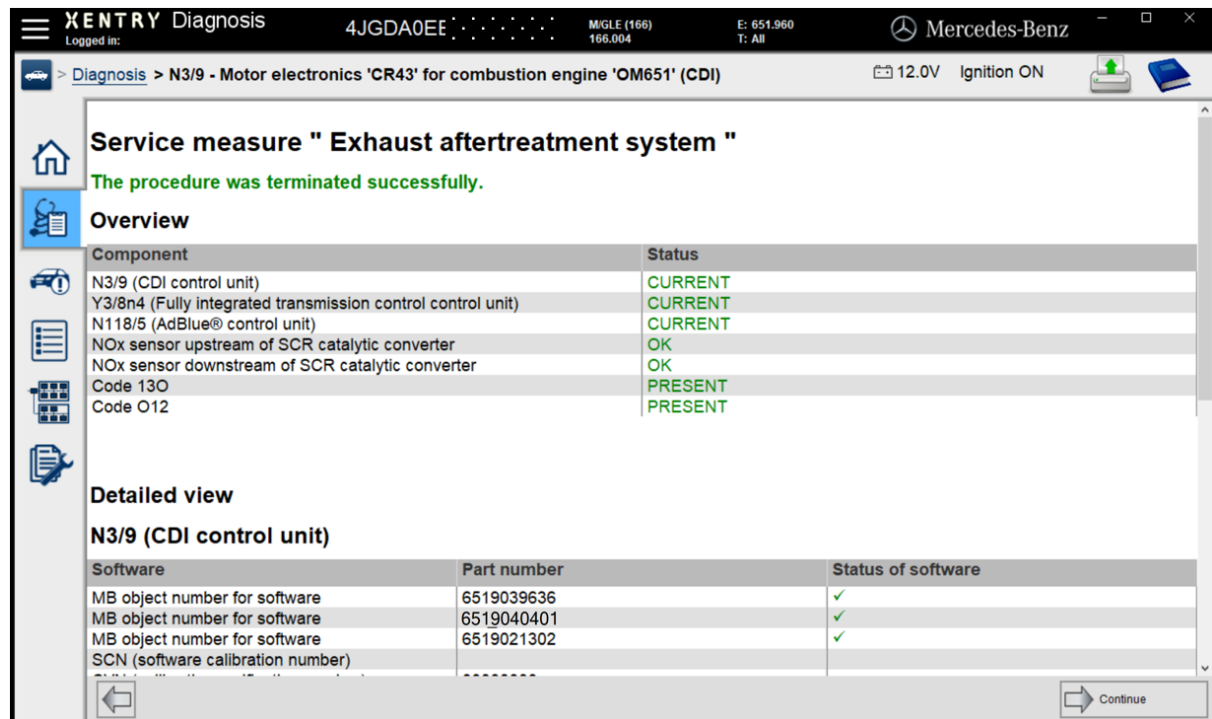 XENTRY Diagnosis
Logged in:
4JGDA0EE
M/GLE (166)
166.004
E: 651.960
T: All
Mercedes-Benz
> Diagnosis > N3/9 - Motor electronics 'CR43' for combustion engine 'OM651' (CDI)
12.0V Ignition ON
Service measure " Exhaust aftertreatment system "
The procedure was terminated successfully.
Overview
Component Status
N3/9 (CDI control unit) CURRENT
Y3/8n4 (Fully integrated transmission control control unit) CURRENT
N118/5 (AdBlue® control unit) CURRENT
NOx sensor upstream of SCR catalytic converter OK
NOx sensor downstream of SCR catalytic converter OK
Code 13O PRESENT
Code O12 PRESENT
Detailed view
N3/9 (CDI control unit)
Software Part number Status of software
MB object number for software 6519039636 ✓
MB object number for software 6519040401 ✓
MB object number for software 6519021302 ✓
SCN (software calibration number)
Continue